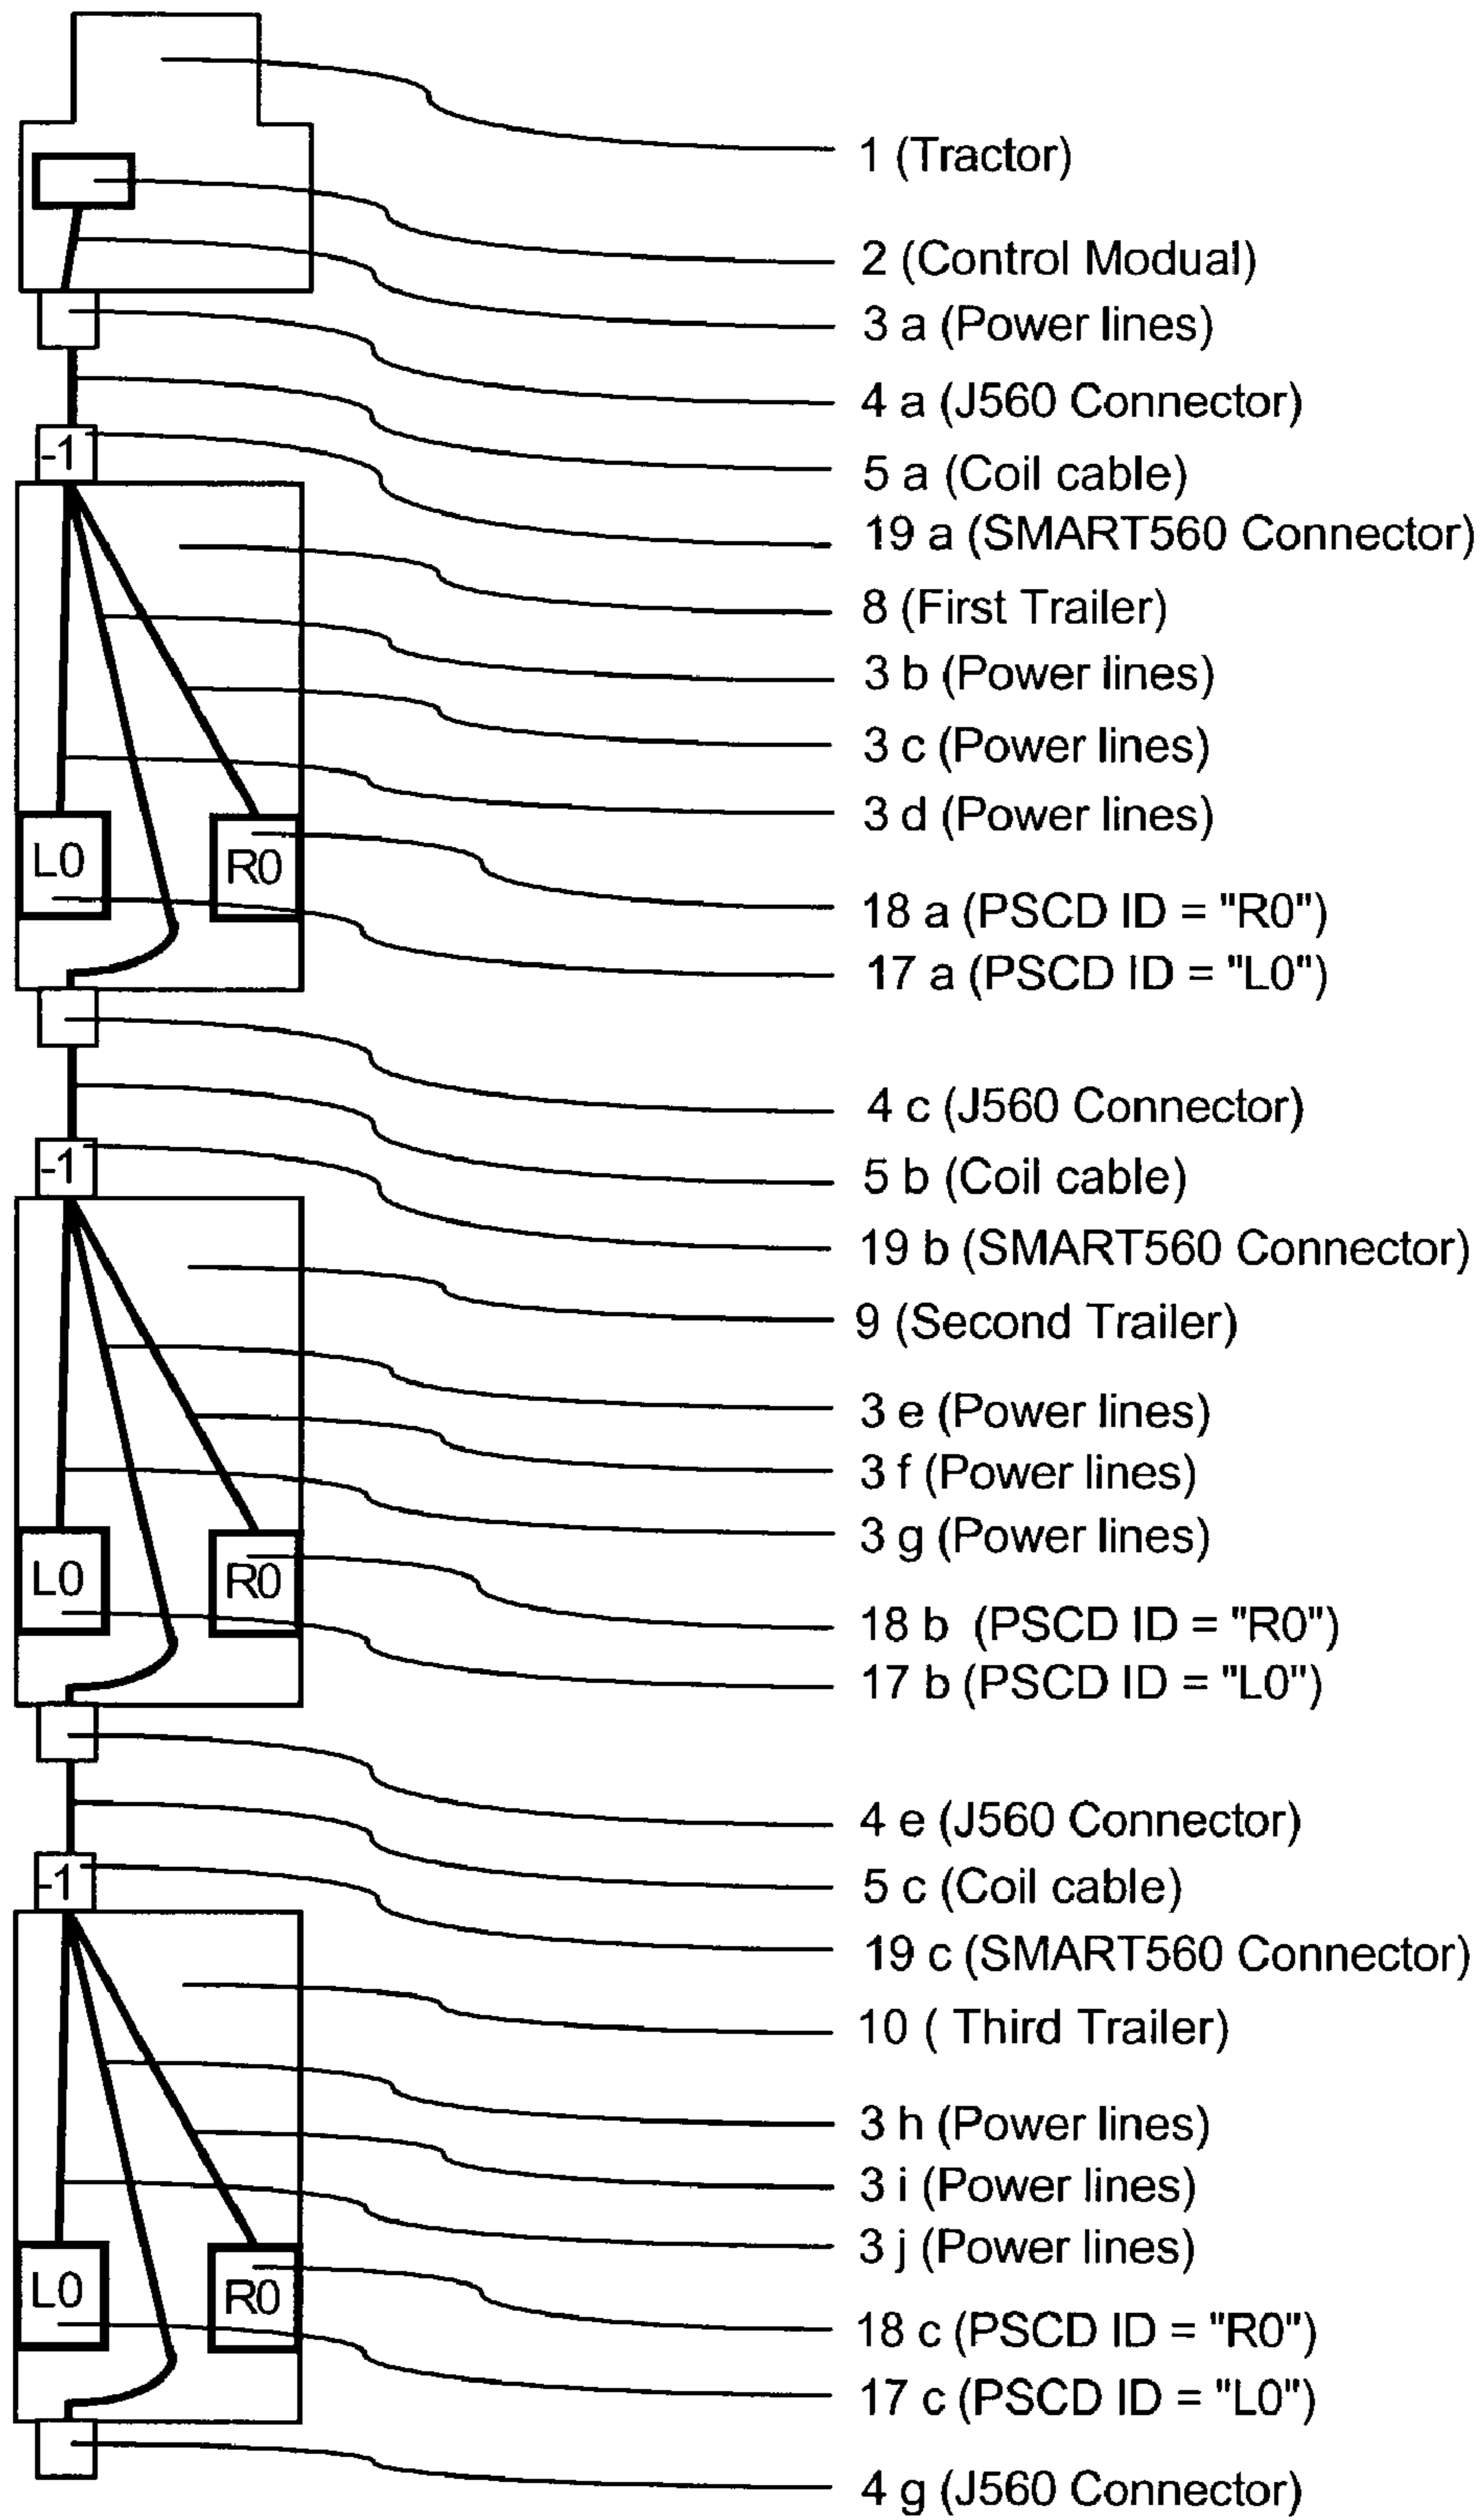 1 (Tractor)
2 (Control Modual)
3 a (Power lines)
4 a (J560 Connector)
5 a (Coil cable)
-1
19 a (SMART560 Connector)
8 (First Trailer)
3 b (Power lines)
3 c (Power lines)
3 d (Power lines)
L0
R0
18 a (PSCD ID = "R0")
17 a (PSCD ID = "L0")
4 c (J560 Connector)
5 b (Coil cable)
-1
19 b (SMART560 Connector)
9 (Second Trailer)
3 e (Power lines)
3 f (Power lines)
3 g (Power lines)
L0
R0
18 b (PSCD ID = "R0")
17 b (PSCD ID = "L0")
4 e (J560 Connector)
5 c (Coil cable)
-1
19 c (SMART560 Connector)
10 ( Third Trailer)
3 h (Power lines)
3 i (Power lines)
3 j (Power lines)
L0
R0
18 c (PSCD ID = "R0")
17 c (PSCD ID = "L0")
4 g (J560 Connector)